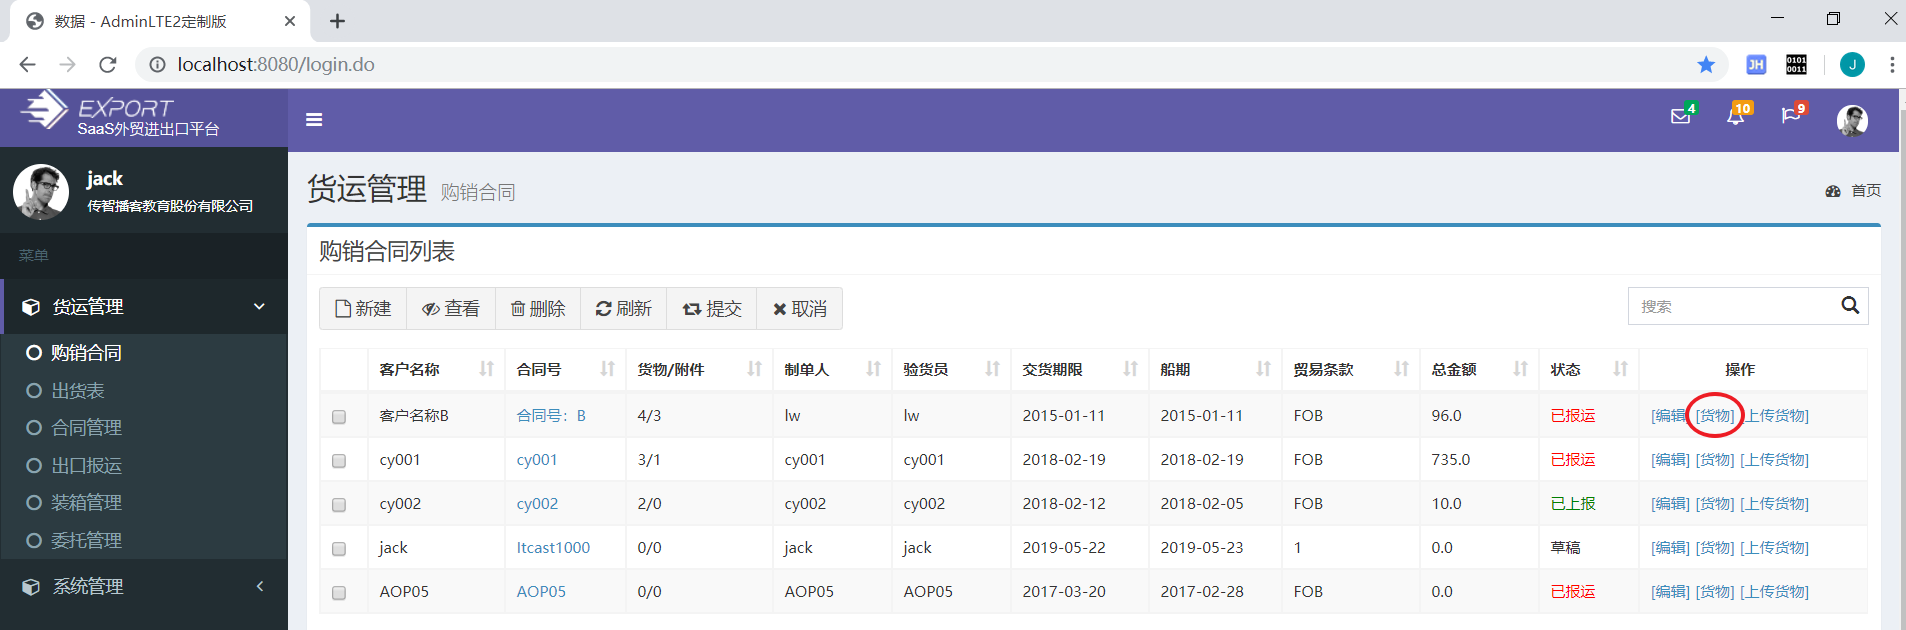 数据 - AdminLTE2定制版
localhost:8080/login.do
JH
0101
0011
J
EXPORT
SaaS外贸进出口平台
4
10
9
jack
传智播客教育股份有限公司
货运管理 购销合同
首页
菜单
购销合同列表
货运管理
新建 查看 删除 刷新 提交 取消
搜索
购销合同
出货表
合同管理
出口报运
装箱管理
委托管理
系统管理
客户名称 合同号 货物/附件 制单人 验货员 交货期限 船期 贸易条款 总金额 状态 操作
客户名称B 合同号：B 4/3 lw lw 2015-01-11 2015-01-11 FOB 96.0 已报运 [编辑] [货物] [上传货物]
cy001 cy001 3/1 cy001 cy001 2018-02-19 2018-02-19 FOB 735.0 已报运 [编辑] [货物] [上传货物]
cy002 cy002 2/0 cy002 cy002 2018-02-12 2018-02-05 FOB 10.0 已上报 [编辑] [货物] [上传货物]
jack Itcast1000 0/0 jack jack 2019-05-22 2019-05-23 1 0.0 草稿 [编辑] [货物] [上传货物]
AOP05 AOP05 0/0 AOP05 AOP05 2017-03-20 2017-02-28 FOB 0.0 已报运 [编辑] [货物] [上传货物]